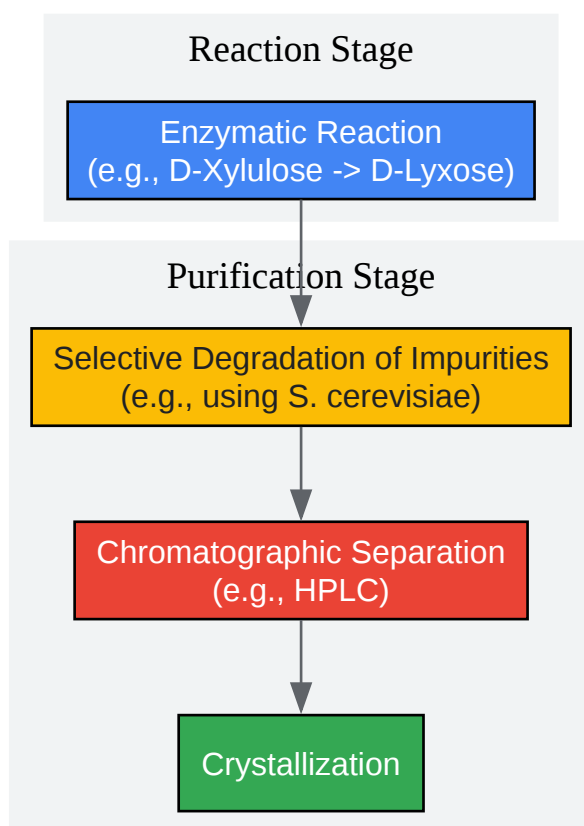 Reaction Stage
Enzymatic Reaction
(e.g., D-Xylulose -> D-Lyxose)
Purification Stage
Selective Degradation of Impurities
(e.g., using S. cerevisiae)
Chromatographic Separation
(e.g., HPLC)
Crystallization